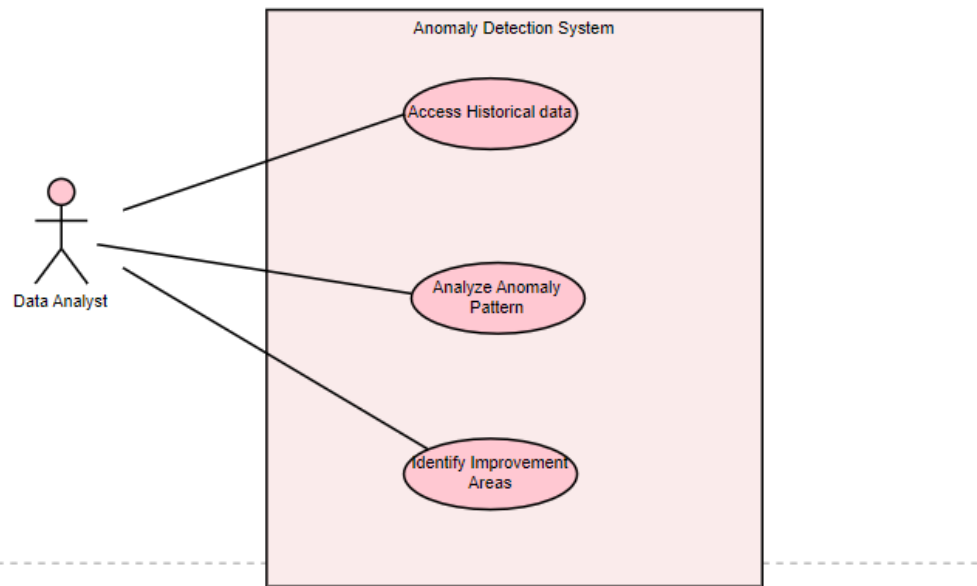 Anomaly Detection System
Access Historical data
Data Analyst
Analyze Anomaly
Pattern
Identify Improvement
Areas